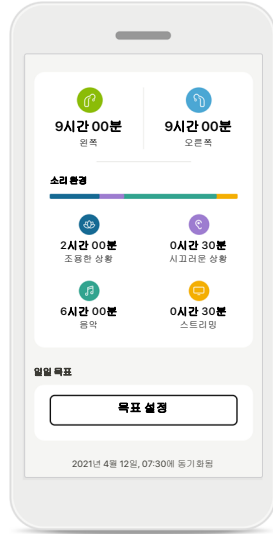 9시간 00분
왼쪽
9시간 00분
오른쪽
소리 환경
2시간 00분
조용한 상황
0시간 30분
시끄러운 상황
6시간 00분
음악
0시간 30분
스트리밍
일일 목표
목표 설정
2021년 4월 12일, 07:30에 동기화됨